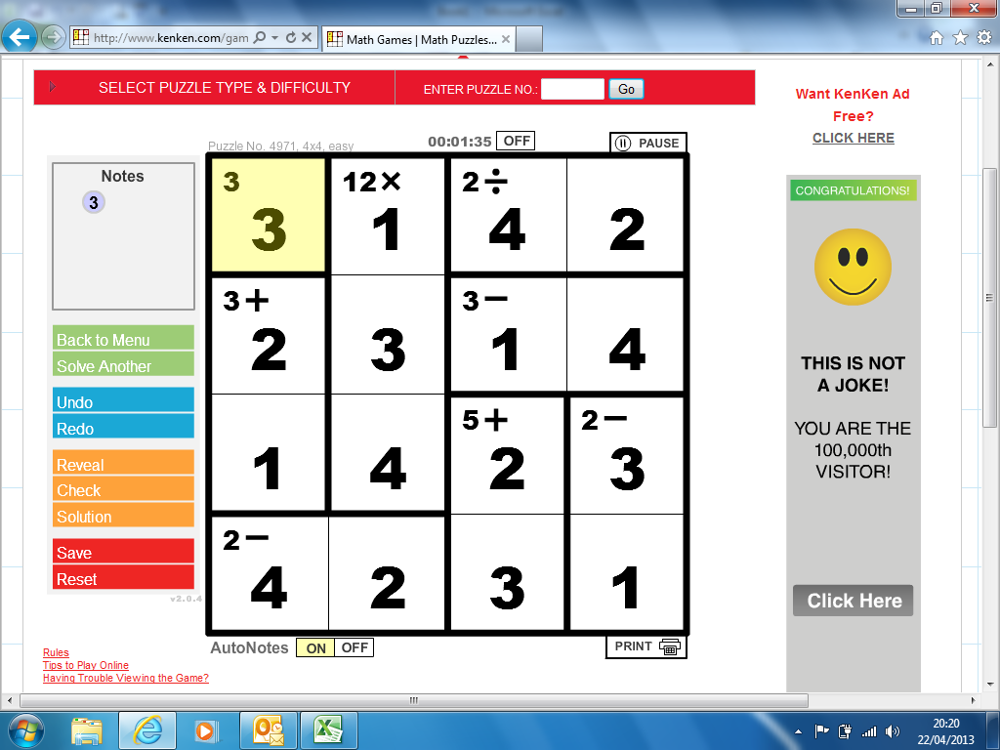 http://www.kenken.com/gam
Math Games | Math Puzzles...
SELECT PUZZLE TYPE & DIFFICULTY
ENTER PUZZLE NO.:
Go
Want KenKen Ad
Free?
CLICK HERE
Puzzle No. 4971, 4x4, easy
00:01:35
OFF
PAUSE
Notes
3
3
12×
2÷
3
1
4
2
3+
3−
2
3
1
4
5+
2−
1
4
2
3
2−
4
2
3
1
Back to Menu
Solve Another
Undo
Redo
Reveal
Check
Solution
Save
Reset
v2.0.4
AutoNotes
ON
OFF
PRINT
Rules
Tips to Play Online
Having Trouble Viewing the Game?
CONGRATULATIONS!
THIS IS NOT
A JOKE!
YOU ARE THE
100,000th
VISITOR!
Click Here
20:20
22/04/2013